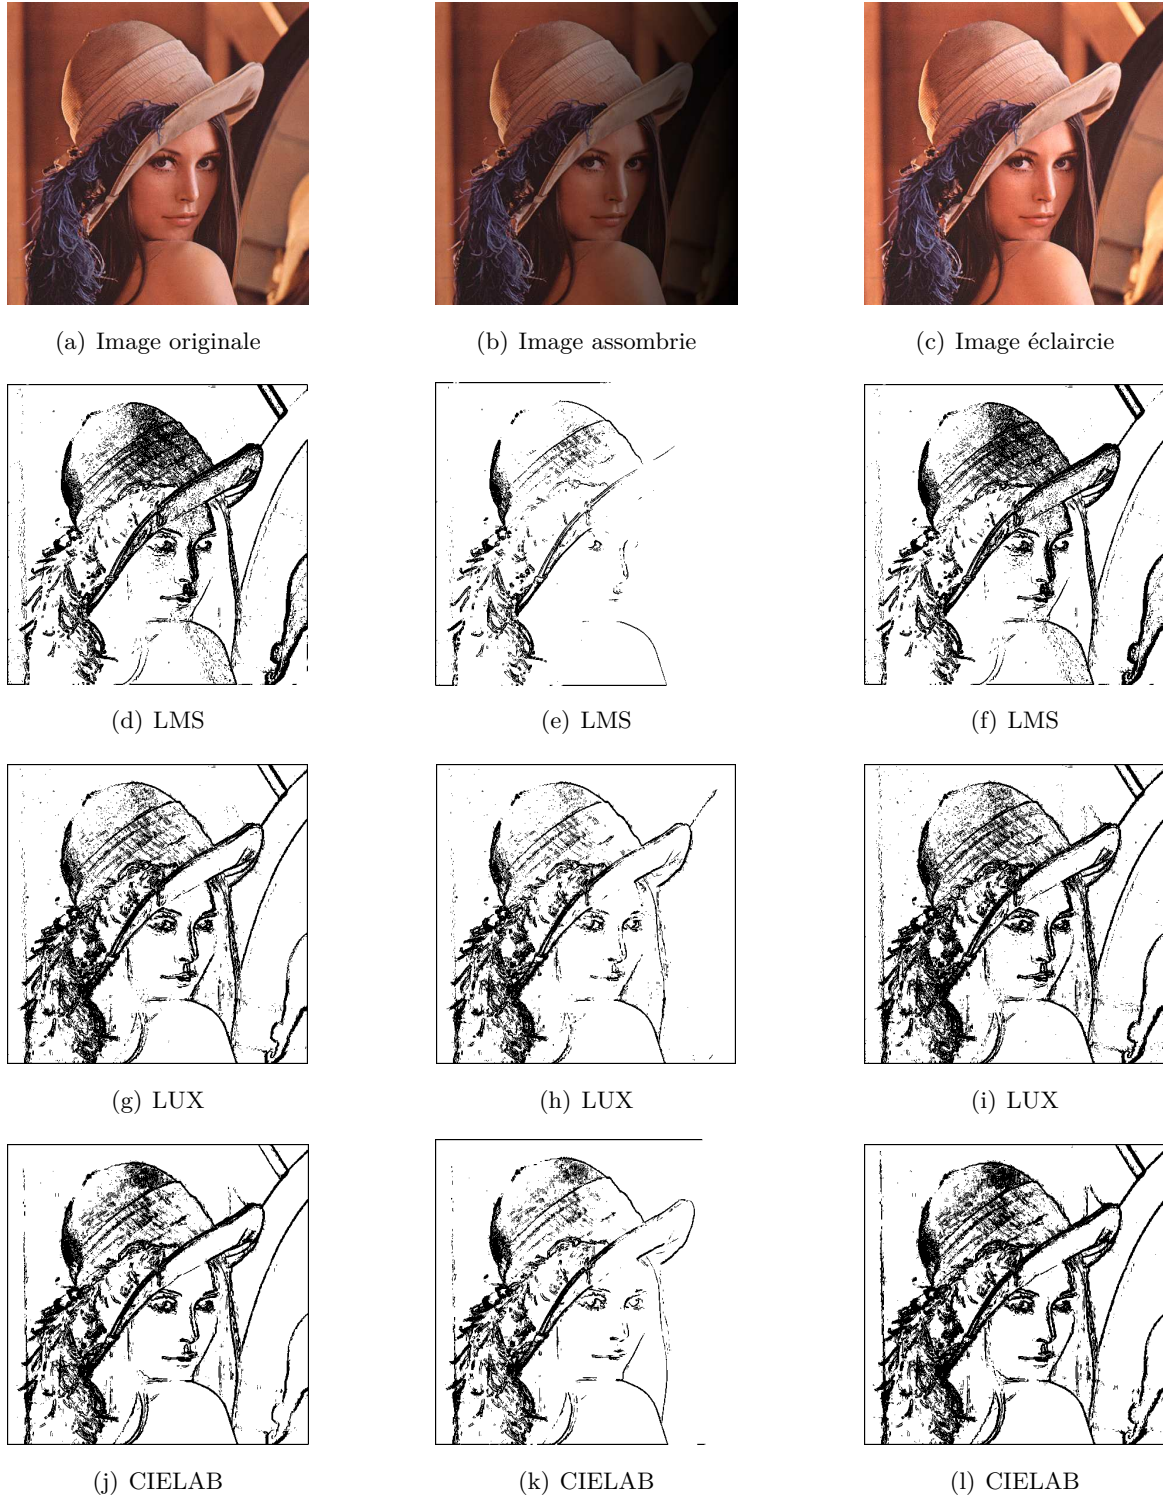 (a) Image originale
(b) Image assombrie
(c) Image éclaircie
(d) LMS
(e) LMS
(f) LMS
(g) LUX
(h) LUX
(i) LUX
(j) CIELAB
(k) CIELAB
(l) CIELAB